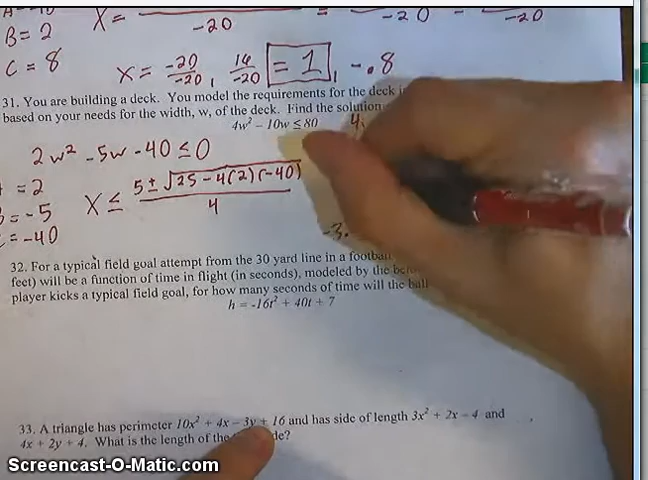 A = -10
B = 2
C = 8
X =
-20 = -20 - -20
X = -20/-20, 16/-20 = 1, -.8
31. You are building a deck. You model the requirements for the deck
based on your needs for the width, w, of the deck. Find the solution
4w² – 10w ≤ 80
2w² -5w -40 ≤ 0
= 2
= -5
= -40
X ≤ 5 ± √25 - 4(2)(-40)
4
-3.
32. For a typical field goal attempt from the 30 yard line in a football
feet) will be a function of time in flight (in seconds), modeled by the
player kicks a typical field goal, for how many seconds of time will the ball
h = -16t² + 40t + 7
33. A triangle has perimeter 10x² + 4x – 3y + 16 and has side of length 3x² + 2x – 4 and
4x + 2y + 4. What is the length of the
Screencast-O-Matic.com